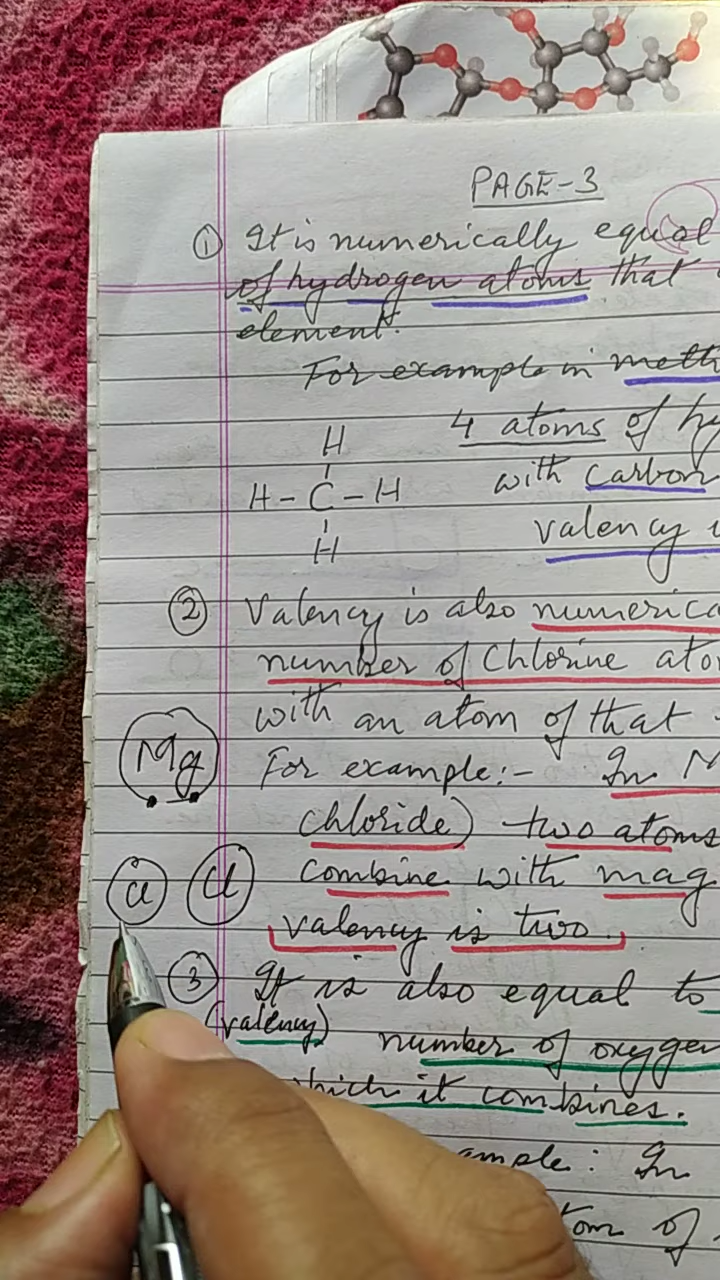 PAGE-3
① It is numerically equal
of hydrogen atoms that
element.
For example in meth
H
H-C-H
H
4 atoms of hy
with carbon
valency i
② Valency is also numerica
number of chlorine ato
with an atom of that
Mg
For example:- In M
chloride) two atoms
Cl Cl
combine with mag
valency is two.
③ It is also equal to
(valency) number of oxygen
which it combines.
ample: In
tom of